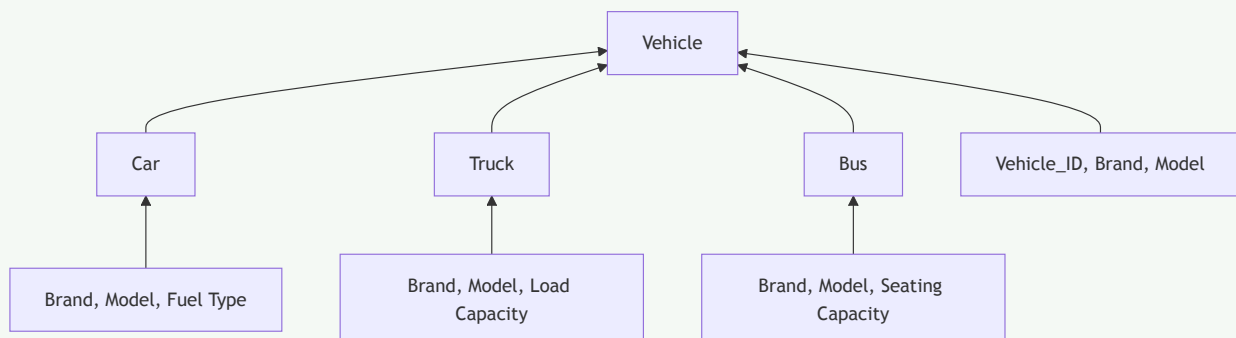 Vehicle
Car
Truck
Bus
Vehicle_ID, Brand, Model
Brand, Model, Fuel Type
Brand, Model, Load
Capacity
Brand, Model, Seating
Capacity